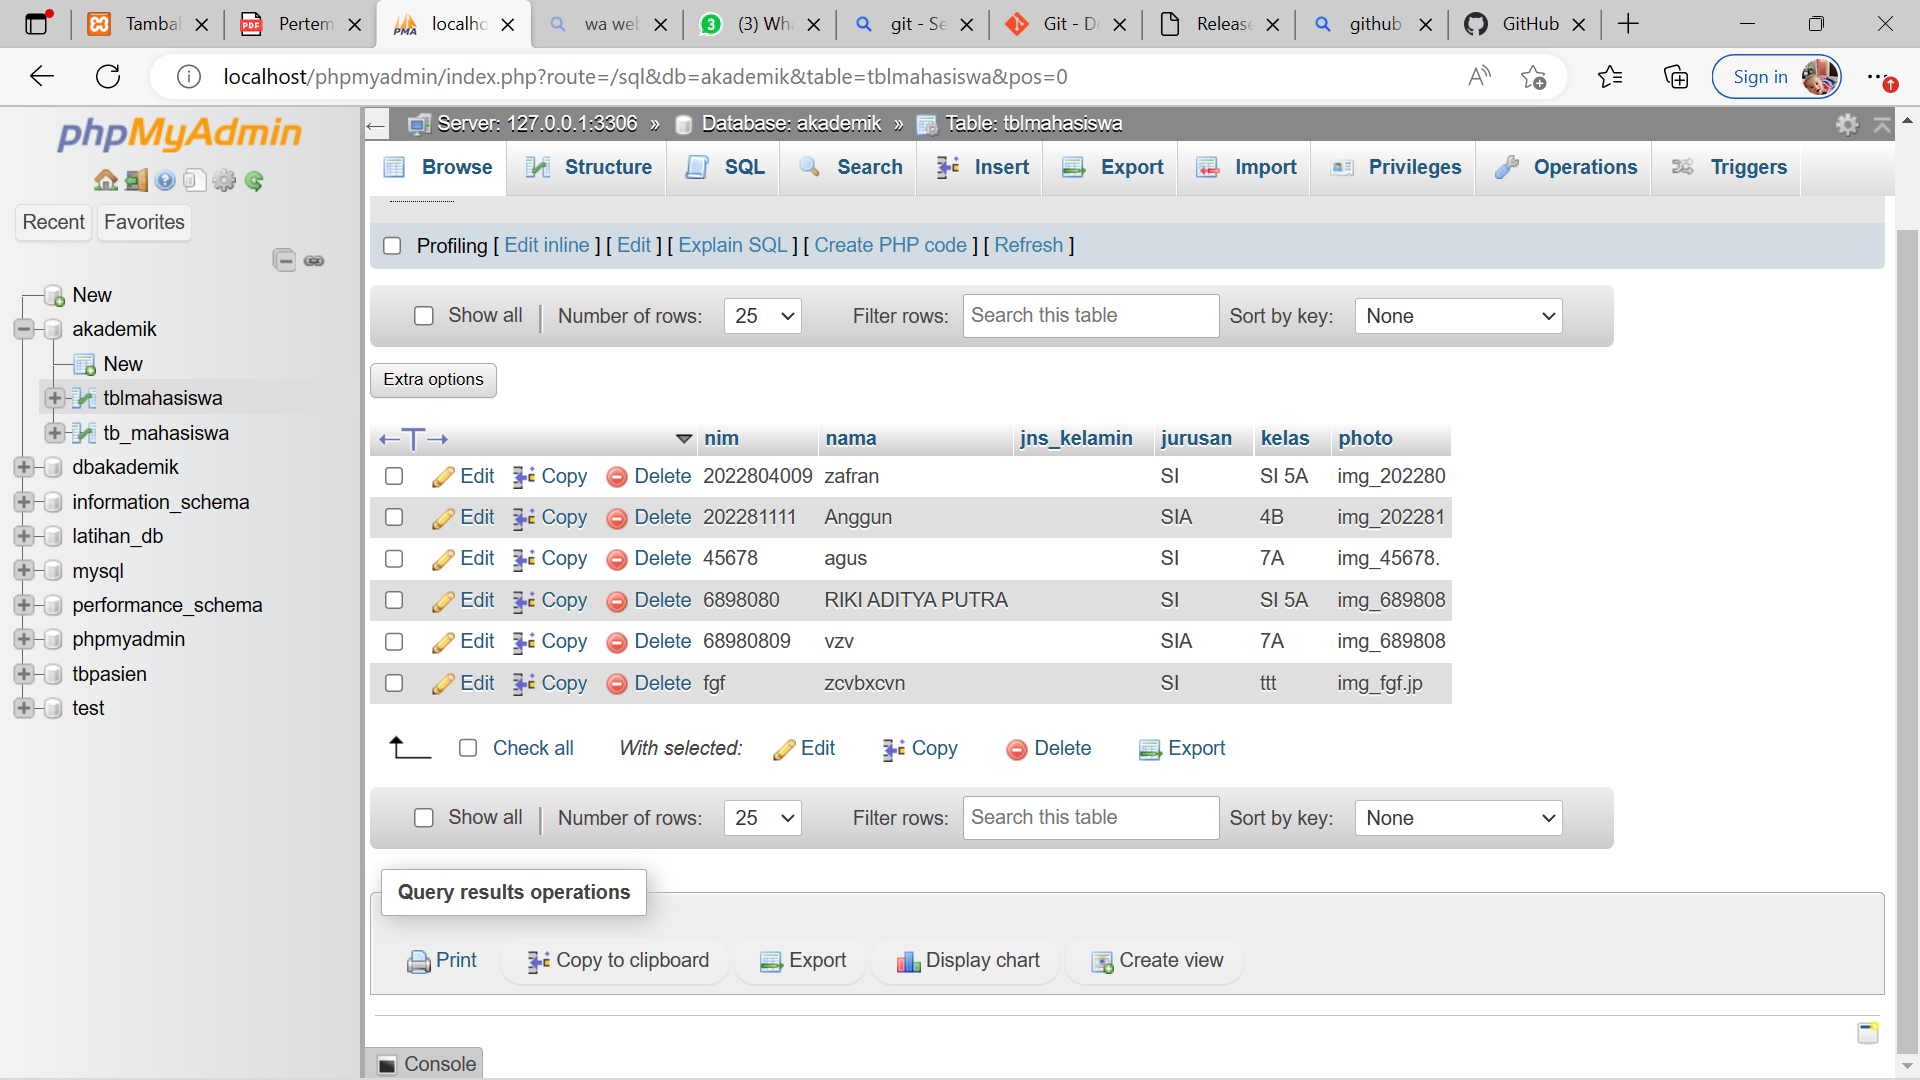 Tambal
Pertem
localho
wa web
(3) Wha
git - Se
Git - Do
Release
github
GitHub
localhost/phpmyadmin/index.php?route=/sql&db=akademik&table=tblmahasiswa&pos=0
Sign in
phpMyAdmin
Recent Favorites
New
akademik
New
tblmahasiswa
tb_mahasiswa
dbakademik
information_schema
latihan_db
mysql
performance_schema
phpmyadmin
tbpasien
test
Server: 127.0.0.1:3306 » Database: akademik » Table: tblmahasiswa
Browse Structure SQL Search Insert Export Import Privileges Operations Triggers
Profiling [ Edit inline ] [ Edit ] [ Explain SQL ] [ Create PHP code ] [ Refresh ]
Show all Number of rows: 25 Filter rows: Search this table Sort by key: None
Extra options
nim nama jns_kelamin jurusan kelas photo
Edit Copy Delete 2022804009 zafran SI SI 5A img_202280
Edit Copy Delete 202281111 Anggun SIA 4B img_202281
Edit Copy Delete 45678 agus SI 7A img_45678.
Edit Copy Delete 6898080 RIKI ADITYA PUTRA SI SI 5A img_689808
Edit Copy Delete 68980809 vzv SIA 7A img_689808
Edit Copy Delete fgf zcvbxcvn SI ttt img_fgf.jp
Check all With selected: Edit Copy Delete Export
Show all Number of rows: 25 Filter rows: Search this table Sort by key: None
Query results operations
Print Copy to clipboard Export Display chart Create view
Console